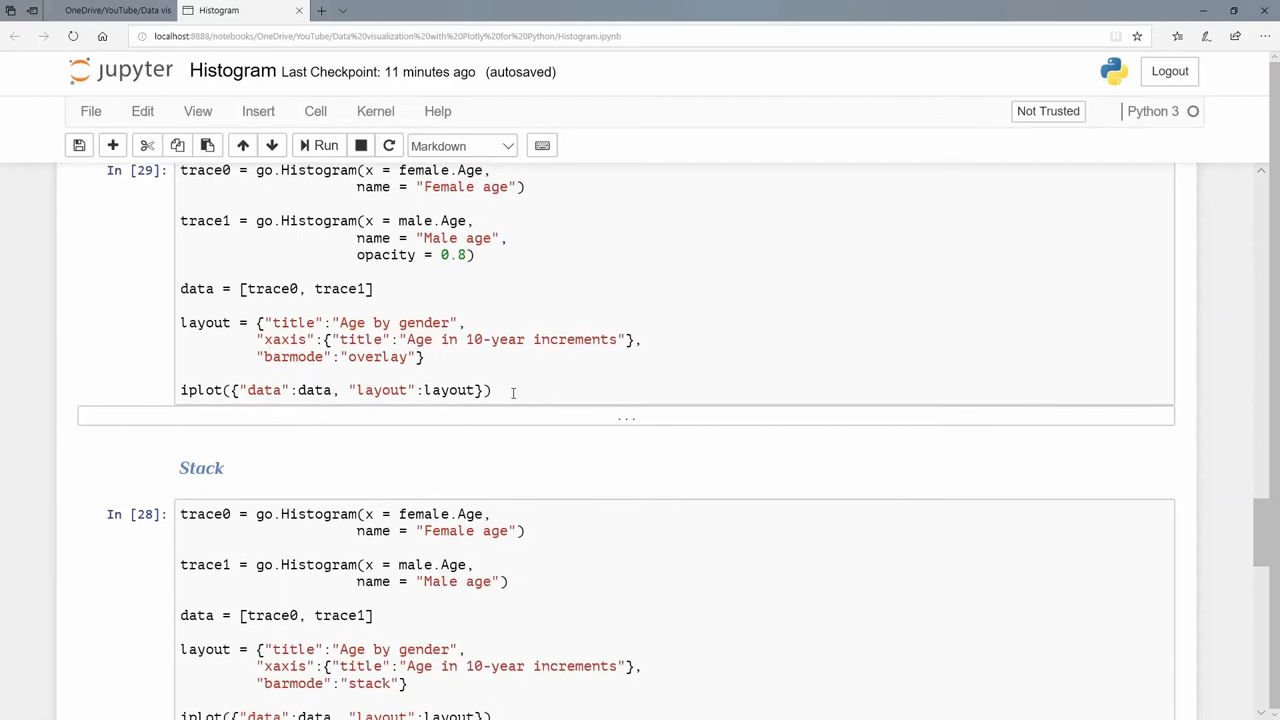 OneDrive/YouTube/Data vis
Histogram
localhost:8888/notebooks/OneDrive/YouTube/Data%20visualization%20with%20Plotly%20for%20Python/Histogram.ipynb
jupyter Histogram Last Checkpoint: 11 minutes ago (autosaved) Logout
File Edit View Insert Cell Kernel Help Not Trusted Python 3
Run Markdown
In [29]: trace0 = go.Histogram(x = female.Age,
name = "Female age")
trace1 = go.Histogram(x = male.Age,
name = "Male age",
opacity = 0.8)
data = [trace0, trace1]
layout = {"title":"Age by gender",
"xaxis":{"title":"Age in 10-year increments"},
"barmode":"overlay"}
iplot({"data":data, "layout":layout})
...
Stack
In [28]: trace0 = go.Histogram(x = female.Age,
name = "Female age")
trace1 = go.Histogram(x = male.Age,
name = "Male age")
data = [trace0, trace1]
layout = {"title":"Age by gender",
"xaxis":{"title":"Age in 10-year increments"},
"barmode":"stack"}
iplot({"data":data, "layout":layout})